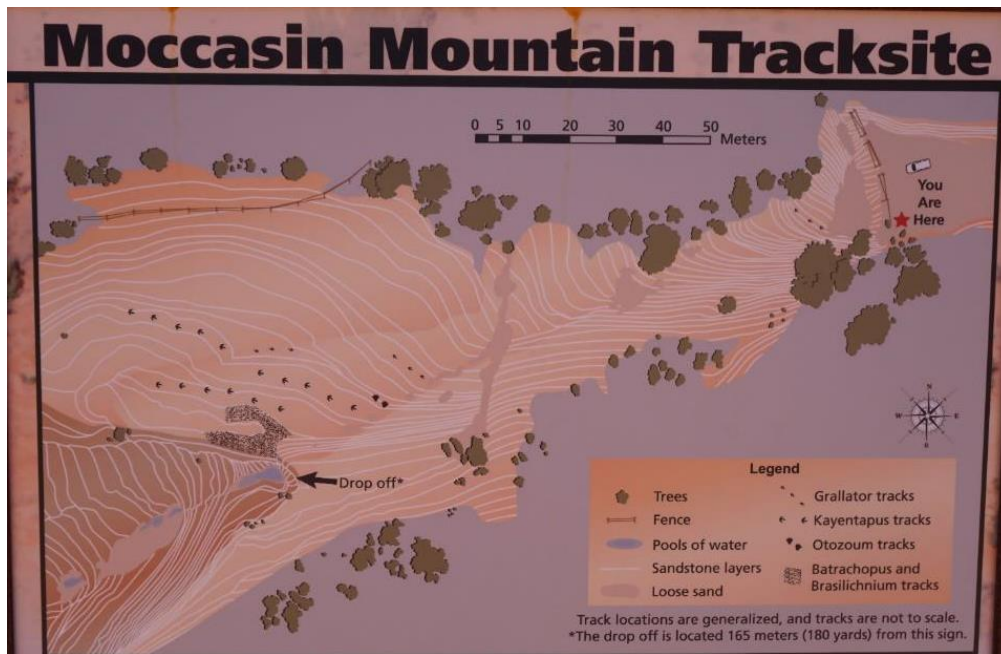 Moccasin Mountain Tracksite
0 5 10 20 30 40 50
Meters
You
Are
Here
N
W E
S
Drop off*
Legend
Trees
Fence
Pools of water
Sandstone layers
Loose sand
Grallator tracks
Kayentapus tracks
Otozoum tracks
Batrachopus and
Brasilichnium tracks
Track locations are generalized, and tracks are not to scale.
*The drop off is located 165 meters (180 yards) from this sign.